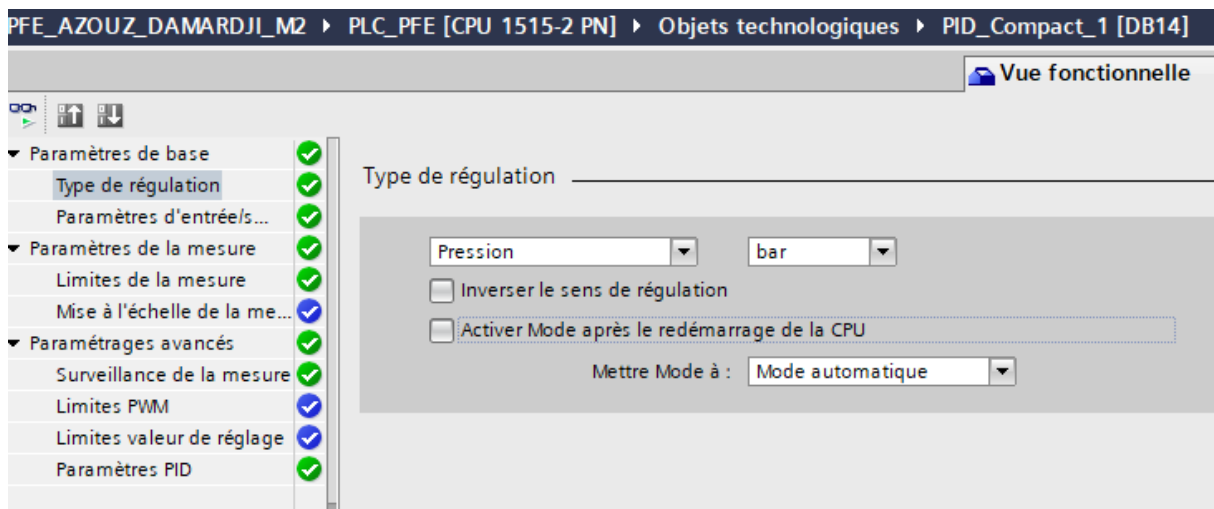 PFE_AZOUZ_DAMARDJI_M2 ▸ PLC_PFE [CPU 1515-2 PN] ▸ Objets technologiques ▸ PID_Compact_1 [DB14]
Vue fonctionnelle
Paramètres de base
Type de régulation
Paramètres d'entrée/s...
Paramètres de la mesure
Limites de la mesure
Mise à l'échelle de la me...
Paramétrages avancés
Surveillance de la mesure
Limites PWM
Limites valeur de réglage
Paramètres PID
Type de régulation
Pression bar
Inverser le sens de régulation
Activer Mode après le redémarrage de la CPU
Mettre Mode à : Mode automatique